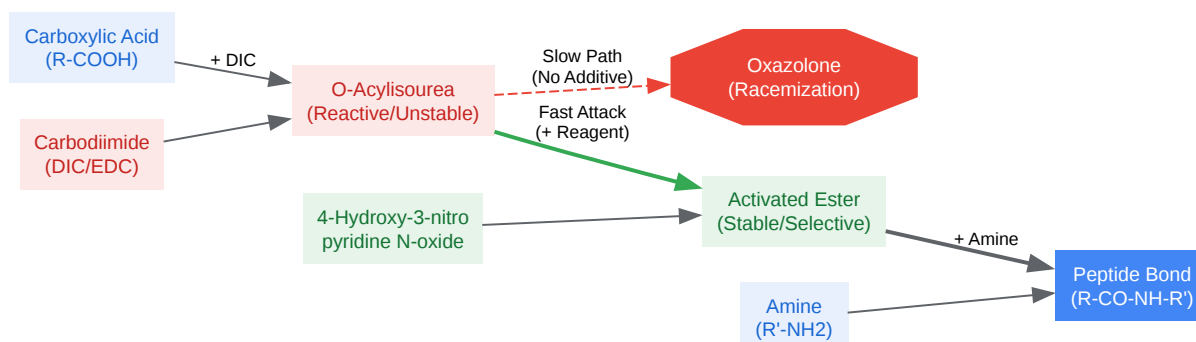 Carboxylic Acid
(R-COOH)
+ DIC
Carbodiimide
(DIC/EDC)
O-Acylisourea
(Reactive/Unstable)
Slow Path
(No Additive)
Oxazolone
(Racemization)
Fast Attack
(+ Reagent)
4-Hydroxy-3-nitro
pyridine N-oxide
Activated Ester
(Stable/Selective)
+ Amine
Amine
(R'-NH2)
Peptide Bond
(R-CO-NH-R')